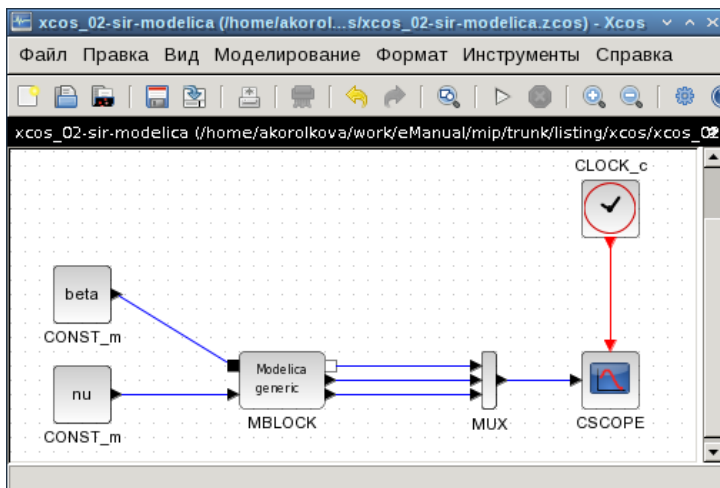 xcos_02-sir-modelica (/home/akorol...s/xcos_02-sir-modelica.zcos) - Xcos
Файл Правка Вид Моделирование Формат Инструменты Справка
xcos_02-sir-modelica (/home/akorolkova/work/eManual/mip/trunk/listing/xcos/xcos_02
CLOCK_c
beta
CONST_m
nu
CONST_m
Modelica
generic
MBLOCK
MUX
CSCOPE